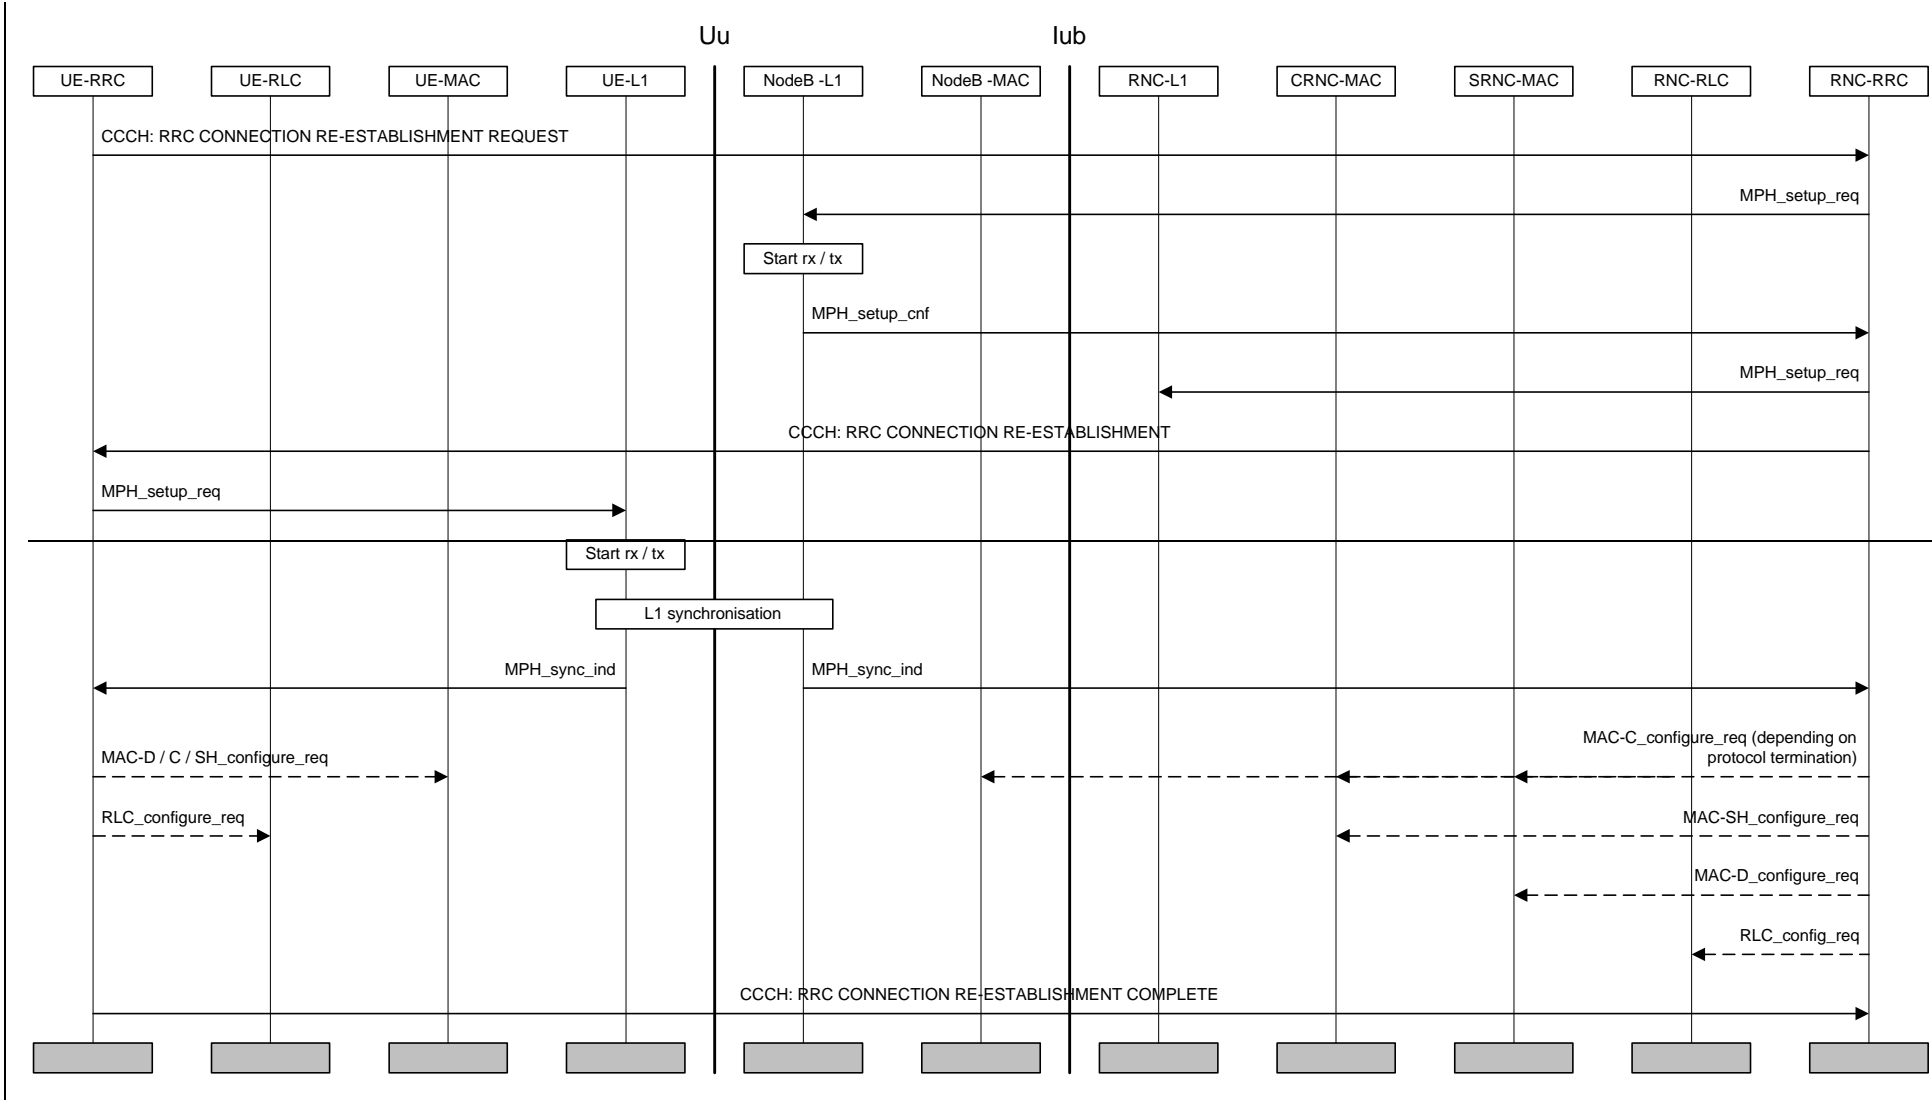 Uu
Iub
UE-RRC
UE-RLC
UE-MAC
UE-L1
NodeB -L1
NodeB -MAC
RNC-L1
CRNC-MAC
SRNC-MAC
RNC-RLC
RNC-RRC
CCCH: RRC CONNECTION RE-ESTABLISHMENT REQUEST
MPH_setup_req
Start rx / tx
MPH_setup_cnf
MPH_setup_req
CCCH: RRC CONNECTION RE-ESTABLISHMENT
MPH_setup_req
Start rx / tx
L1 synchronisation
MPH_sync_ind
MPH_sync_ind
MAC-C_configure_req (depending on
protocol termination)
MAC-D / C / SH_configure_req
RLC_configure_req
MAC-SH_configure_req
MAC-D_configure_req
RLC_config_req
CCCH: RRC CONNECTION RE-ESTABLISHMENT COMPLETE